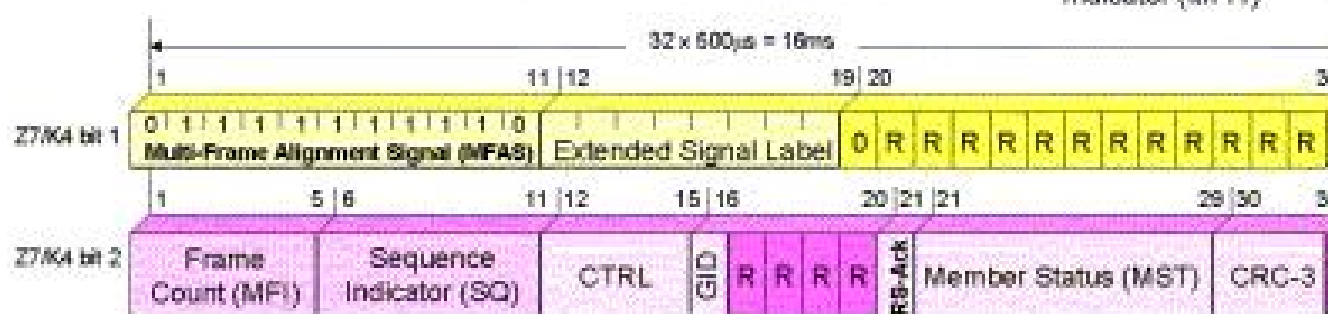 32 x 500µs = 16ms
1 11 12 19 20
Z7/K4 bit 1
0 1 1 1 1 1 1 1 1 1 0
Multi-Frame Alignment Signal (MFAS) Extended Signal Label 0 R R R R R R R R R R R R
1 5 6 11 12 15 16 20 21 21 29 30
Z7/K4 bit 2
Frame Count (MFI) Sequence Indicator (SQ) CTRL GID R R R R RS-Ack Member Status (MST) CRC-3